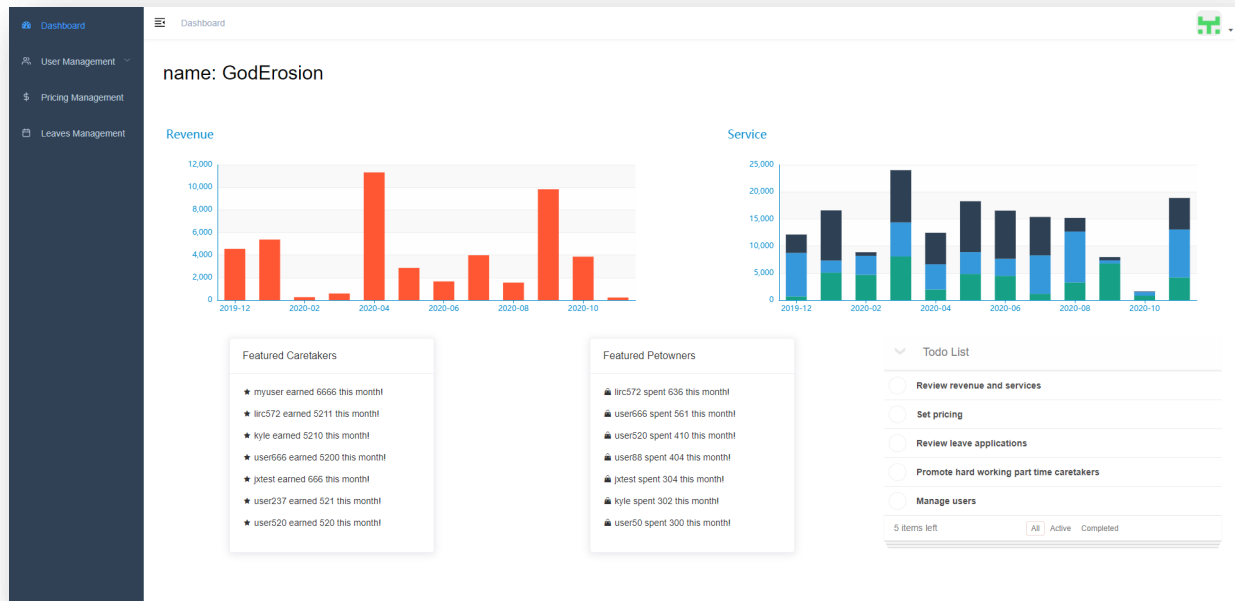 Dashboard
User Management
Pricing Management
Leaves Management
Dashboard
name: GodErosion
Revenue
12,000
10,000
8,000
6,000
4,000
2,000
0
2019-12 2020-02 2020-04 2020-06 2020-08 2020-10
Service
25,000
20,000
15,000
10,000
5,000
0
2019-12 2020-02 2020-04 2020-06 2020-08 2020-10
Featured Caretakers
myuser earned 6666 this month!
lirc572 earned 5211 this month!
kyle earned 5210 this month!
user666 earned 5200 this month!
jxtest earned 666 this month!
user237 earned 521 this month!
user520 earned 520 this month!
Featured Petowners
lirc572 spent 636 this month!
user666 spent 561 this month!
user520 spent 410 this month!
user88 spent 404 this month!
jxtest spent 304 this month!
kyle spent 302 this month!
user50 spent 300 this month!
Todo List
Review revenue and services
Set pricing
Review leave applications
Promote hard working part time caretakers
Manage users
5 items left All Active Completed